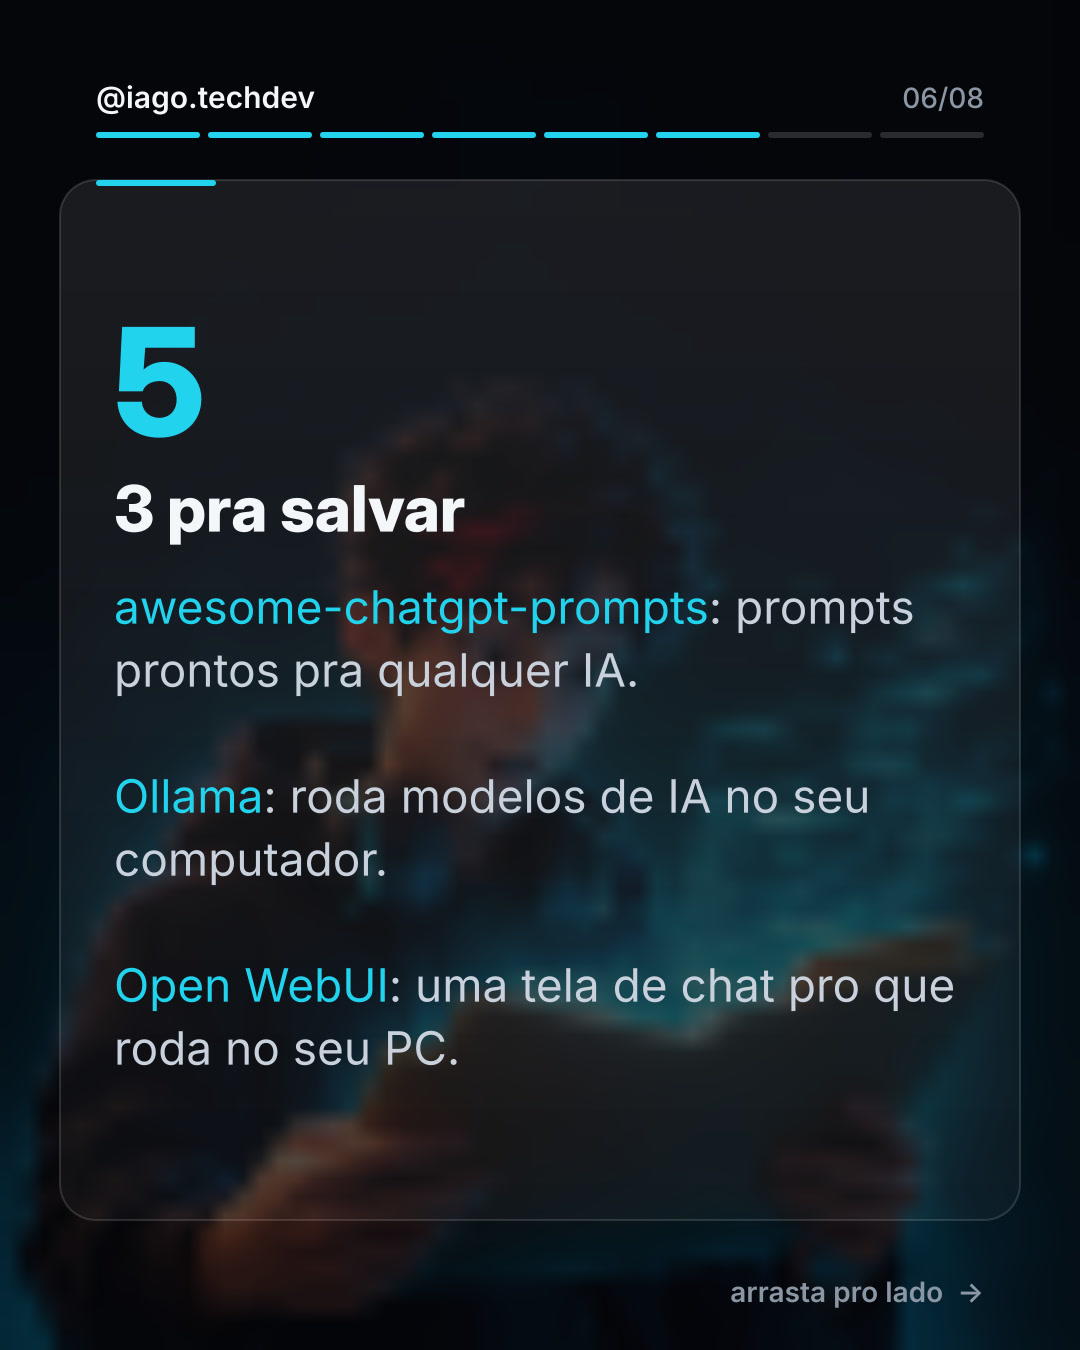 @iago.techdev
06/08
5
3 pra salvar
awesome-chatgpt-prompts: prompts
prontos pra qualquer IA.
Ollama: roda modelos de IA no seu
computador.
Open WebUI: uma tela de chat pro que
roda no seu PC.
arrasta pro lado →